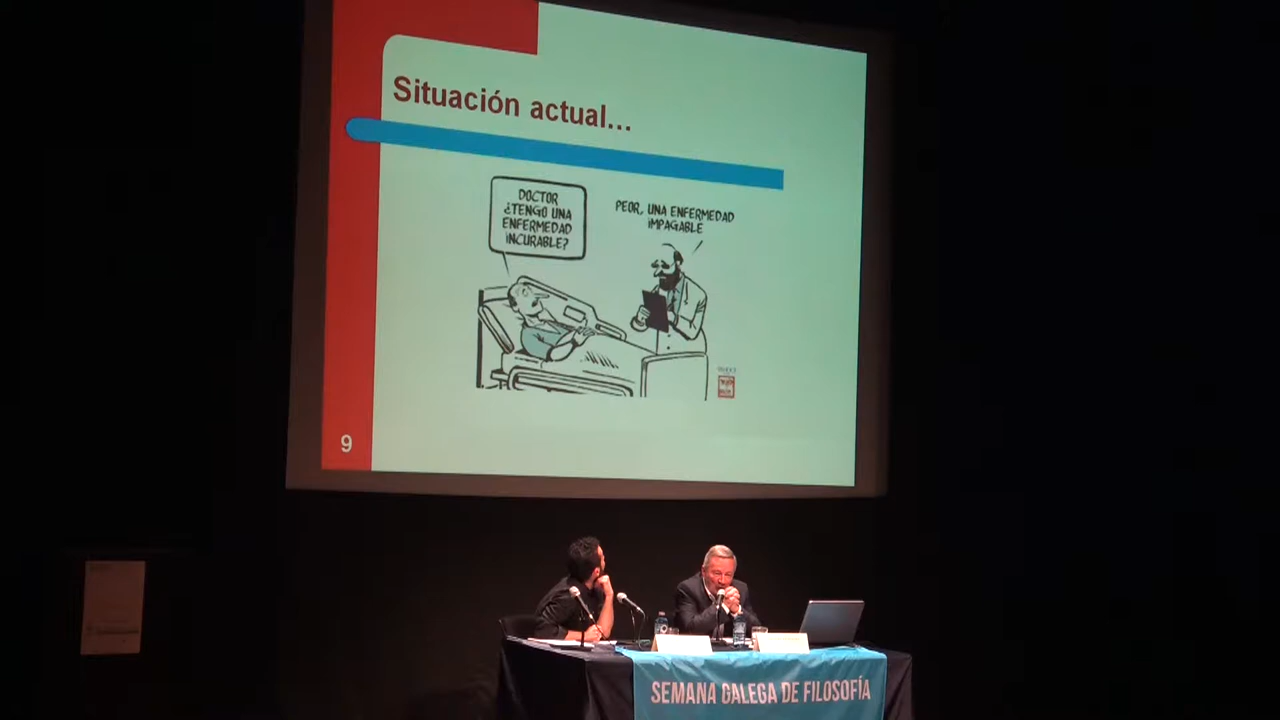 Situación actual...
DOCTOR
¿TENGO UNA
ENFERMEDAD
INCURABLE?
PEOR, UNA ENFERMEDAD
IMPAGABLE
9
SEMANA GALEGA DE FILOSOFÍA